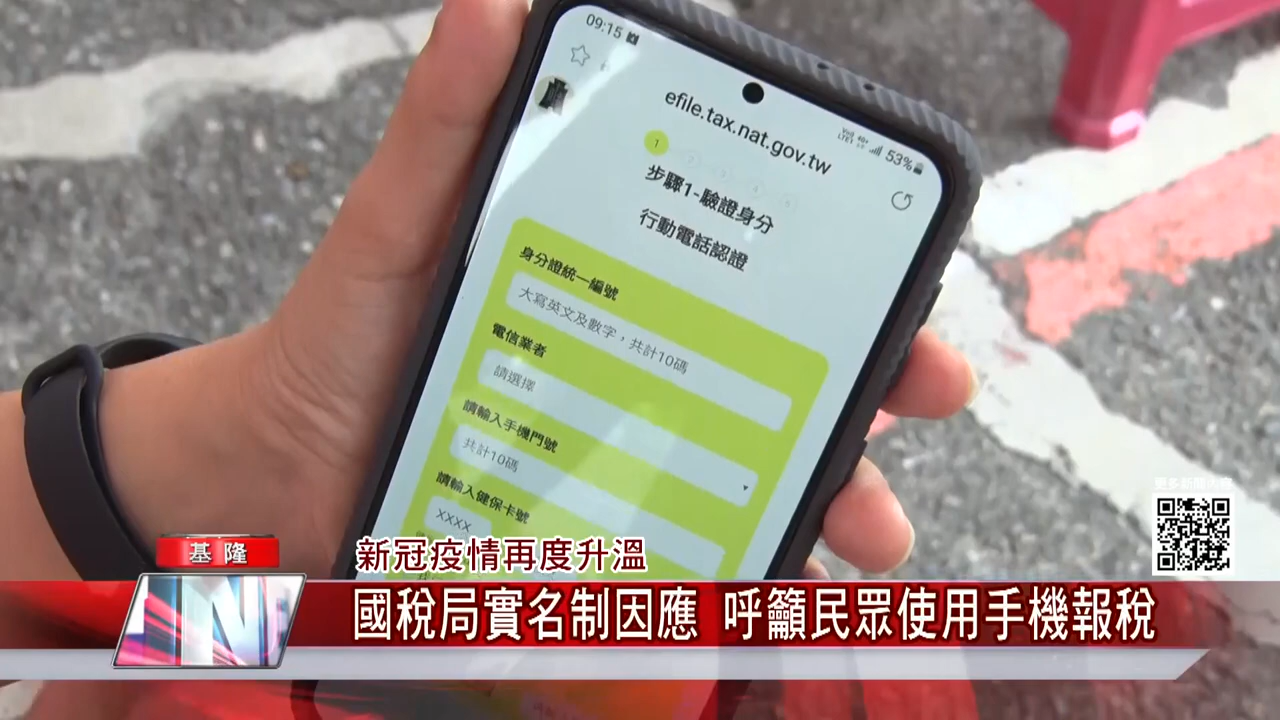 09:15
efile.tax.nat.gov.tw
53%
1
步驟1-驗證身分
行動電話認證
身分證統一編號
大寫英文及數字，共計10碼
電信業者
請選擇
請輸入手機門號
共計10碼
請輸入健保卡號
XXXX
更多新聞內容
基隆
新冠疫情再度升溫
國稅局實名制因應 呼籲民眾使用手機報稅